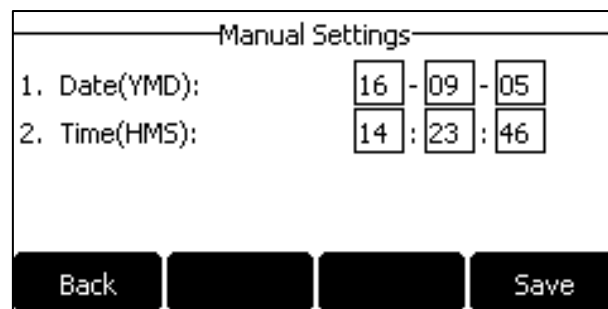 Manual Settings
1. Date(YMD): 16 - 09 - 05
2. Time(HMS): 14 : 23 : 46
Back Save